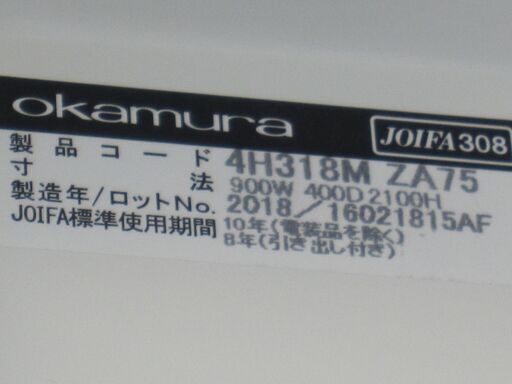 okamura JOIFA308
製品コード 4H318M ZA75
寸法 900W 400D 2100H
製造年/ロットNo. 2018/16021815AF
JOIFA標準使用期間 10年(電装品を除く)
8年(引き出し付き)